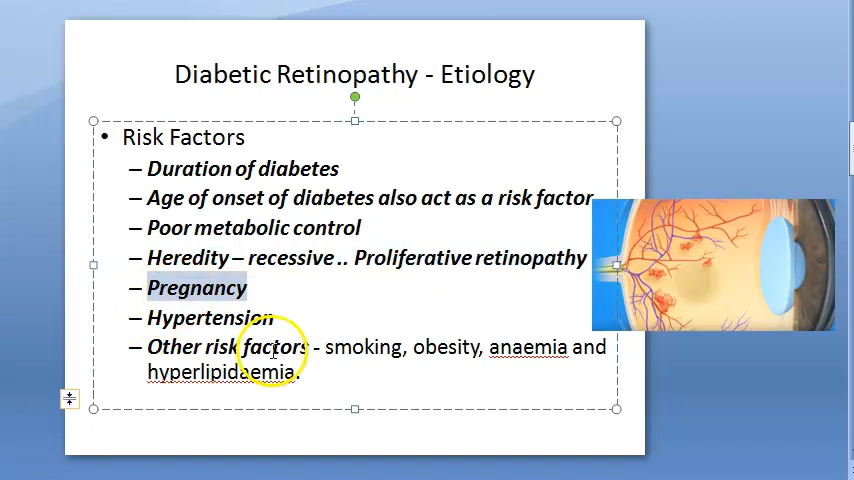 Diabetic Retinopathy - Etiology
• Risk Factors
– Duration of diabetes
– Age of onset of diabetes also act as a risk factor
– Poor metabolic control
– Heredity – recessive .. Proliferative retinopathy
– Pregnancy
– Hypertension
– Other risk factors - smoking, obesity, anaemia and
hyperlipidaemia.